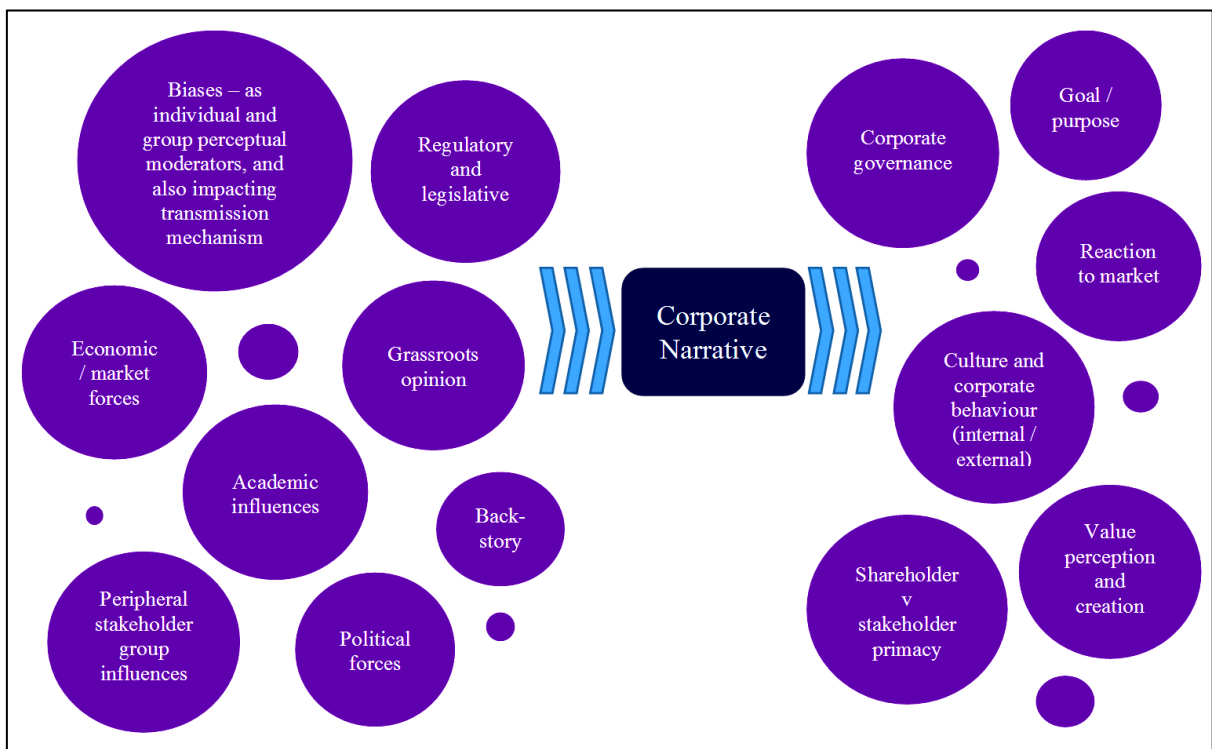 Biases – as
individual and
group perceptual
moderators, and
also impacting
transmission
mechanism
Regulatory
and
legislative
Economic
/ market
forces
Grassroots
opinion
Academic
influences
Back-
story
Peripheral
stakeholder
group
influences
Political
forces
Corporate
Narrative
Corporate
governance
Goal /
purpose
Reaction
to market
Culture and
corporate
behaviour
(internal /
external)
Value
perception
and
creation
Shareholder
v
stakeholder
primacy